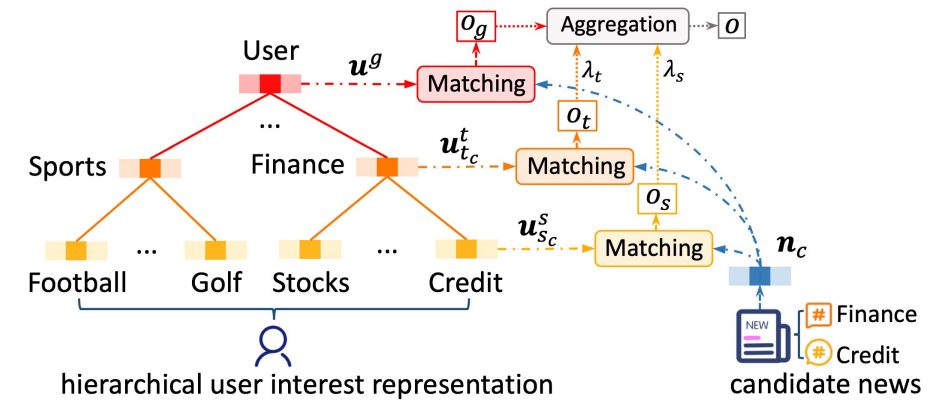 O_g
Aggregation
O
User
u^g
Matching
λ_t
λ_s
...
O_t
Sports
Finance
u^t_{t_c}
Matching
O_s
u^s_{s_c}
Matching
n_c
...
...
Football
Golf
Stocks
Credit
NEW
# Finance
# Credit
hierarchical user interest representation
candidate news